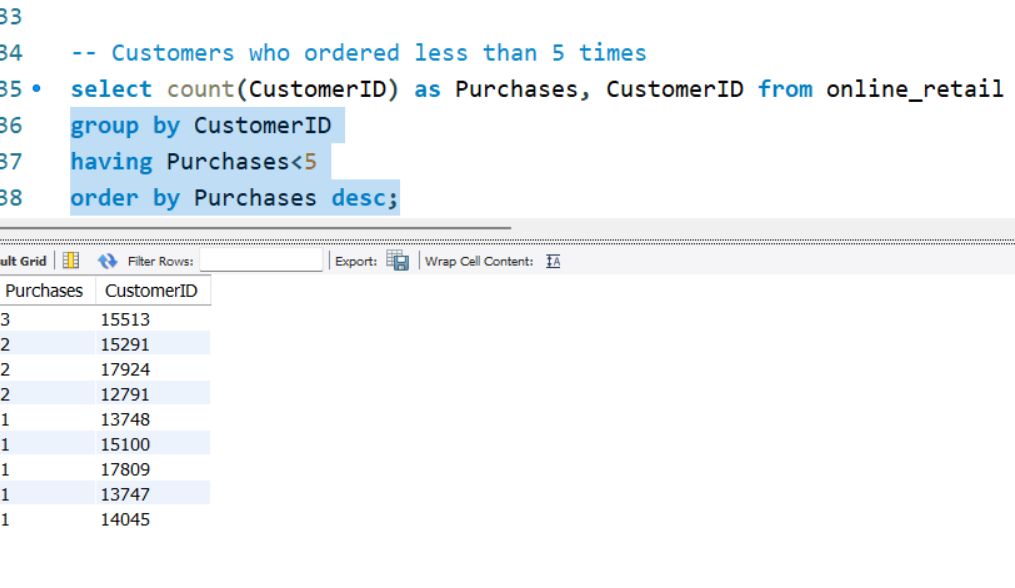 33
34 -- Customers who ordered less than 5 times
35 select count(CustomerID) as Purchases, CustomerID from online_retail
36 group by CustomerID
37 having Purchases<5
38 order by Purchases desc;
ult Grid Filter Rows: Export: Wrap Cell Content: IA
Purchases CustomerID
3 15513
2 15291
2 17924
2 12791
1 13748
1 15100
1 17809
1 13747
1 14045